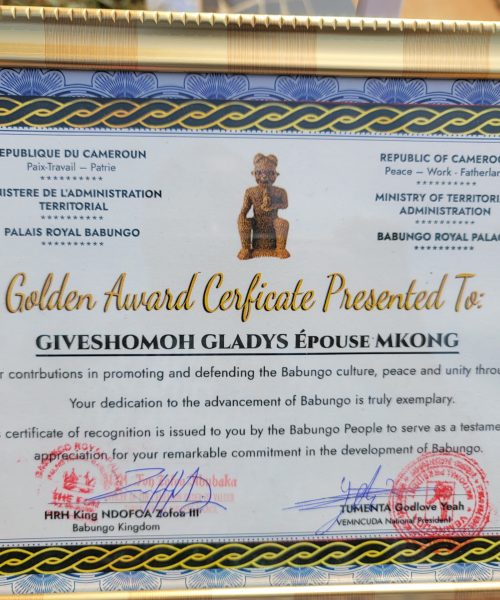 EPUBLIQUE DU CAMEROUN
Paix-Travail – Patrie
**********
NISTERE DE L'ADMINISTRATION
TERRITORIAL
**********
PALAIS ROYAL BABUNGO
**********
REPUBLIC OF CAMEROO
Peace – Work - Fatherlan
**********
MINISTRY OF TERRITORI
ADMINISTRATION
**********
BABUNGO ROYAL PALAC
**********
Golden Award Cerficate Presented To:
GIVESHOMOH GLADYS ÉPOUSE MKONG
r contrbutions in promoting and defending the Babungo culture, peace and unity throu
Your dedication to the advancement of Babungo is truly exemplary.
s certificate of recognition is issued to you by the Babungo People to serve as a testame
appreciation for your remarkable commitment in the development of Babungo.
HRH King NDOFOA Zofoa III
Babungo Kingdom
TUMENTA Godlove Yeah
VEMNCUDA National President